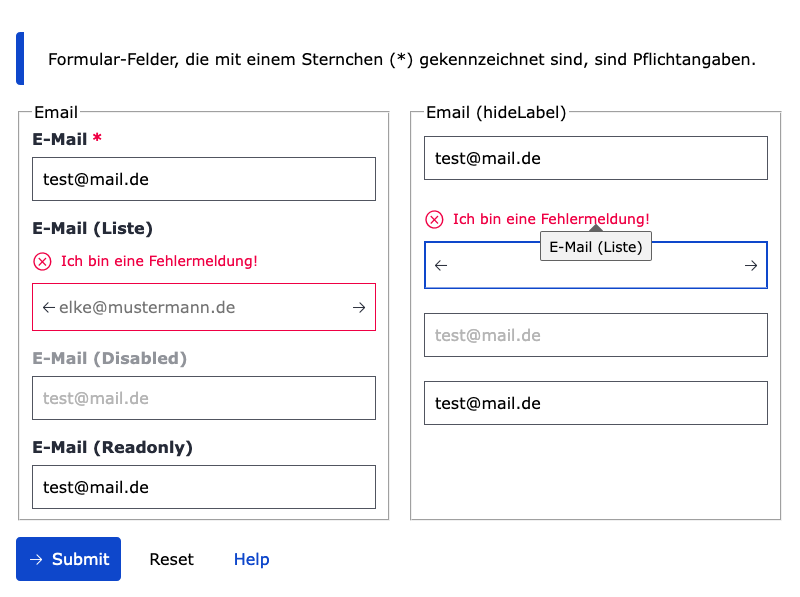 Formular-Felder, die mit einem Sternchen (*) gekennzeichnet sind, sind Pflichtangaben.
Email
E-Mail *
test@mail.de
E-Mail (Liste)
Ich bin eine Fehlermeldung!
elke@mustermann.de
E-Mail (Disabled)
test@mail.de
E-Mail (Readonly)
test@mail.de
Email (hideLabel)
test@mail.de
Ich bin eine Fehlermeldung!
E-Mail (Liste)
test@mail.de
test@mail.de
Submit Reset Help